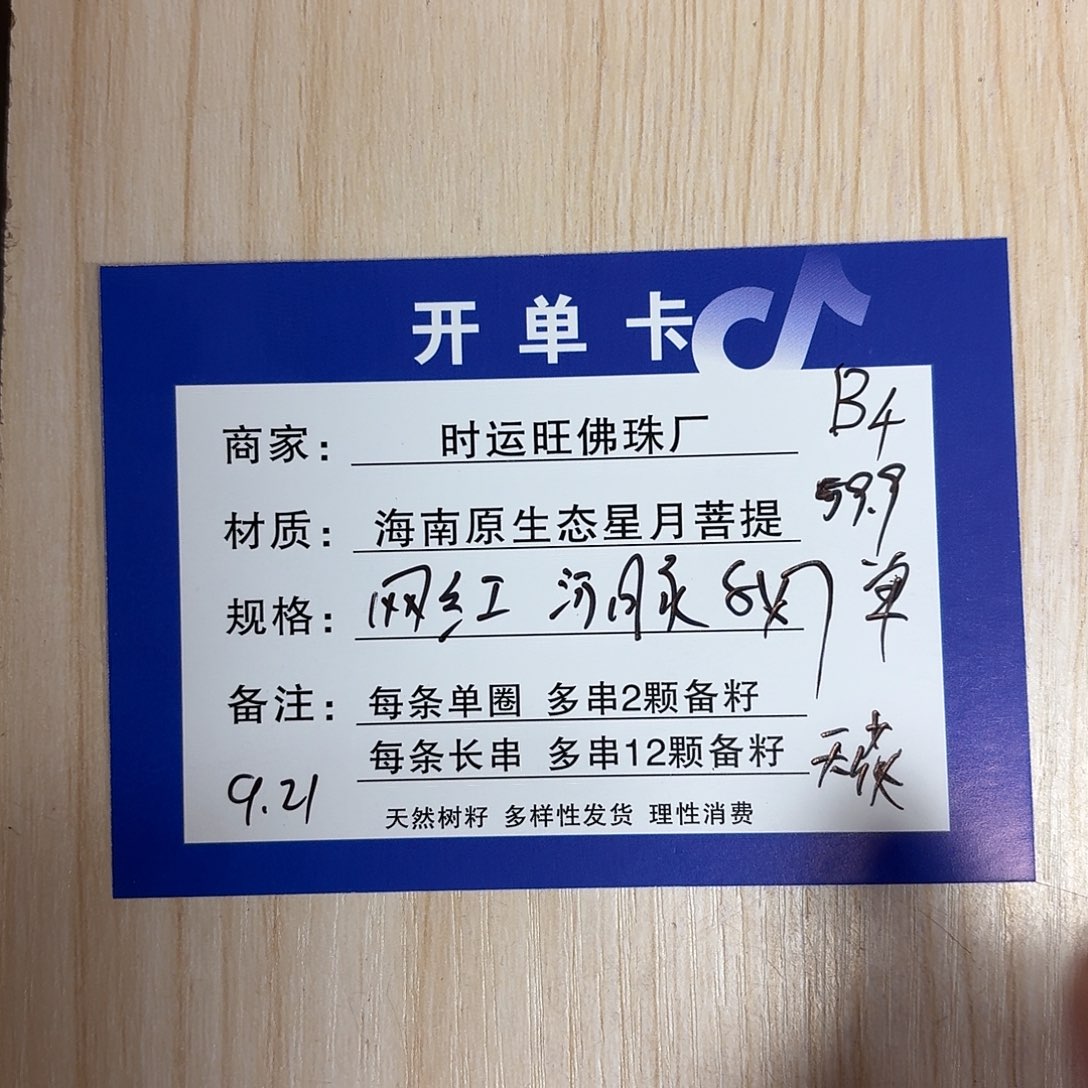 开单卡
B4
商家：时运旺佛珠厂
59.9
材质：海南原生态星月菩提
规格：网红 河豚 单
备注：每条单圈 多串2颗备籽
每条长串 多串12颗备籽
9.21
天然树籽 多样性发货 理性消费